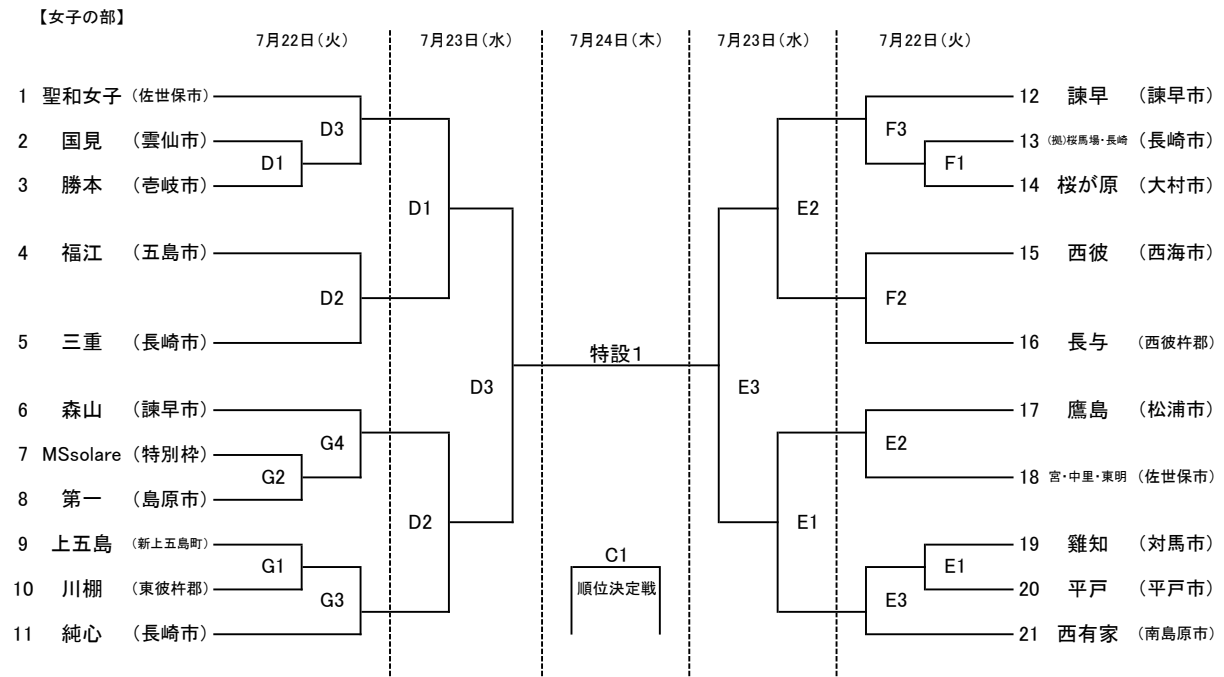 【女子の部】
7月22日(火) 7月23日(水) 7月24日(木) 7月23日(水) 7月22日(火)
1 聖和女子 (佐世保市)
2 国見 (雲仙市)
3 勝本 (壱岐市)
4 福江 (五島市)
5 三重 (長崎市)
6 森山 (諫早市)
7 MSsolare (特別枠)
8 第一 (島原市)
9 上五島 (新上五島町)
10 川棚 (東彼杵郡)
11 純心 (長崎市)
D3
D1
D2
G4
G2
G1
G3
D1
D2
D3
特設1
C1
順位決定戦
E3
E2
E1
F3
F1
F2
E2
E1
E3
12 諫早 (諫早市)
13 (拠)桜馬場・長崎 (長崎市)
14 桜が原 (大村市)
15 西彼 (西海市)
16 長与 (西彼杵郡)
17 鷹島 (松浦市)
18 宮・中里・東明 (佐世保市)
19 雞知 (対馬市)
20 平戸 (平戸市)
21 西有家 (南島原市)